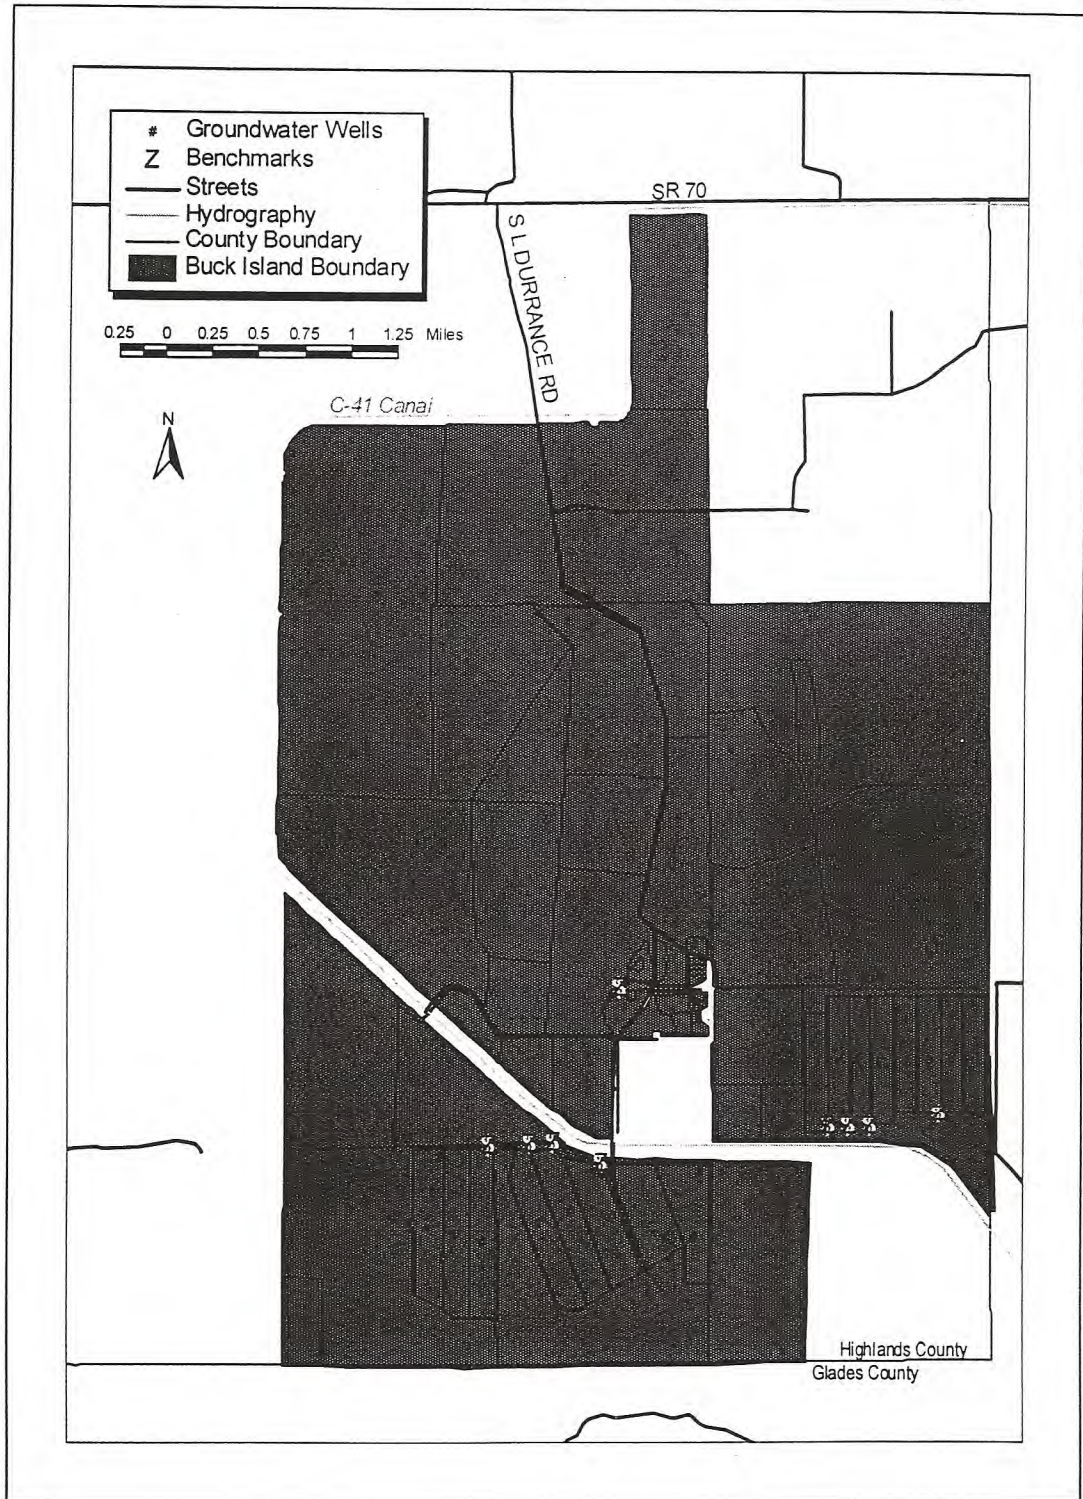 # Groundwater Wells
Z Benchmarks
Streets
Hydrography
County Boundary
Buck Island Boundary
SR 70
S L DURRANCE RD
0.25 0 0.25 0.5 0.75 1 1.25 Miles
C-41 Canal
N
Highlands County
Glades County